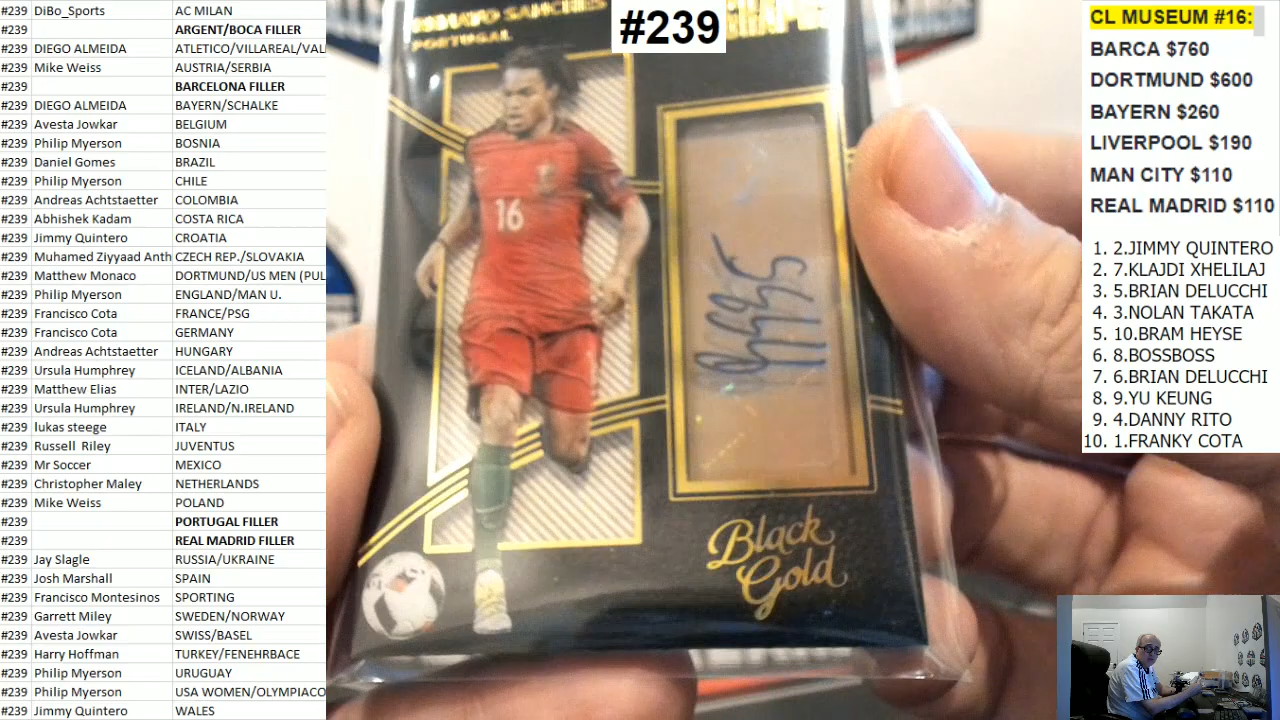 #239 DiBo_Sports AC MILAN
#239 ARGENT/BOCA FILLER
#239 DIEGO ALMEIDA ATLETICO/VILLAREAL/VAL
#239 Mike Weiss AUSTRIA/SERBIA
#239 BARCELONA FILLER
#239 DIEGO ALMEIDA BAYERN/SCHALKE
#239 Avesta Jowkar BELGIUM
#239 Philip Myerson BOSNIA
#239 Daniel Gomes BRAZIL
#239 Philip Myerson CHILE
#239 Andreas Achtstaetter COLOMBIA
#239 Abhishek Kadam COSTA RICA
#239 Jimmy Quintero CROATIA
#239 Muhamed Ziyyaad Anth CZECH REP./SLOVAKIA
#239 Matthew Monaco DORTMUND/US MEN (PUL
#239 Philip Myerson ENGLAND/MAN U.
#239 Francisco Cota FRANCE/PSG
#239 Francisco Cota GERMANY
#239 Andreas Achtstaetter HUNGARY
#239 Ursula Humphrey ICELAND/ALBANIA
#239 Matthew Elias INTER/LAZIO
#239 Ursula Humphrey IRELAND/N.IRELAND
#239 lukas steege ITALY
#239 Russell Riley JUVENTUS
#239 Mr Soccer MEXICO
#239 Christopher Maley NETHERLANDS
#239 Mike Weiss POLAND
#239 PORTUGAL FILLER
#239 REAL MADRID FILLER
#239 Jay Slagle RUSSIA/UKRAINE
#239 Josh Marshall SPAIN
#239 Francisco Montesinos SPORTING
#239 Garrett Miley SWEDEN/NORWAY
#239 Avesta Jowkar SWISS/BASEL
#239 Harry Hoffman TURKEY/FENEHRBACE
#239 Philip Myerson URUGUAY
#239 Philip Myerson USA WOMEN/OLYMPIACO
#239 Jimmy Quintero WALES
#239
SANCHES
PORTUGAL
16
Black
Gold
CL MUSEUM #16:
BARCA $760
DORTMUND $600
BAYERN $260
LIVERPOOL $190
MAN CITY $110
REAL MADRID $110
1. 2.JIMMY QUINTERO
2. 7.KLAJDI XHELILAJ
3. 5.BRIAN DELUCCHI
4. 3.NOLAN TAKATA
5. 10.BRAM HEYSE
6. 8.BOSSBOSS
7. 6.BRIAN DELUCCHI
8. 9.YU KEUNG
9. 4.DANNY RITO
10. 1.FRANKY COTA